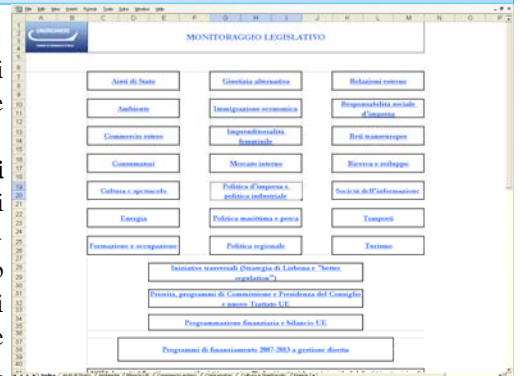 UNIONCAMERE
MONITORAGGIO LEGISLATIVO
Aiuti di Stato
Giustizia alternativa
Relazioni esterne
Ambiente
Immigrazione economica
Responsabilità sociale
d'impresa
Commercio estero
Imprenditorialità
femminile
Reti transeuropee
Consumatori
Mercato interno
Ricerca e sviluppo
Cultura e spettacolo
Politica d'impresa e
politica industriale
Società dell'informazione
Energia
Politica marittima e pesca
Trasporti
Formazione e occupazione
Politica regionale
Turismo
Iniziative trasversali (Strategia di Lisbona e "better
regulation")
Priorità, programmi di Commissione e Presidenza del Consiglio
e nuovo Trattato UE
Programmazione finanziaria e bilancio UE
Programmi di finanziamento 2007-2013 a gestione diretta